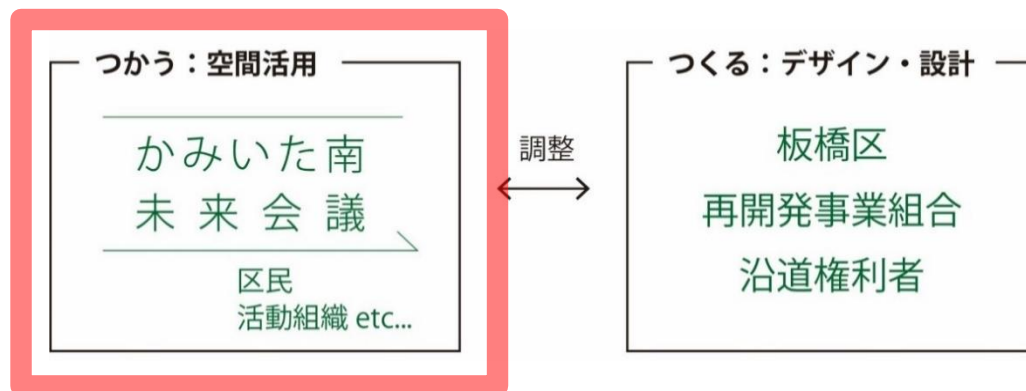 つかう：空間活用
かみいた南
未来会議
区民
活動組織 etc...
調整
つくる：デザイン・設計
板橋区
再開発事業組合
沿道権利者